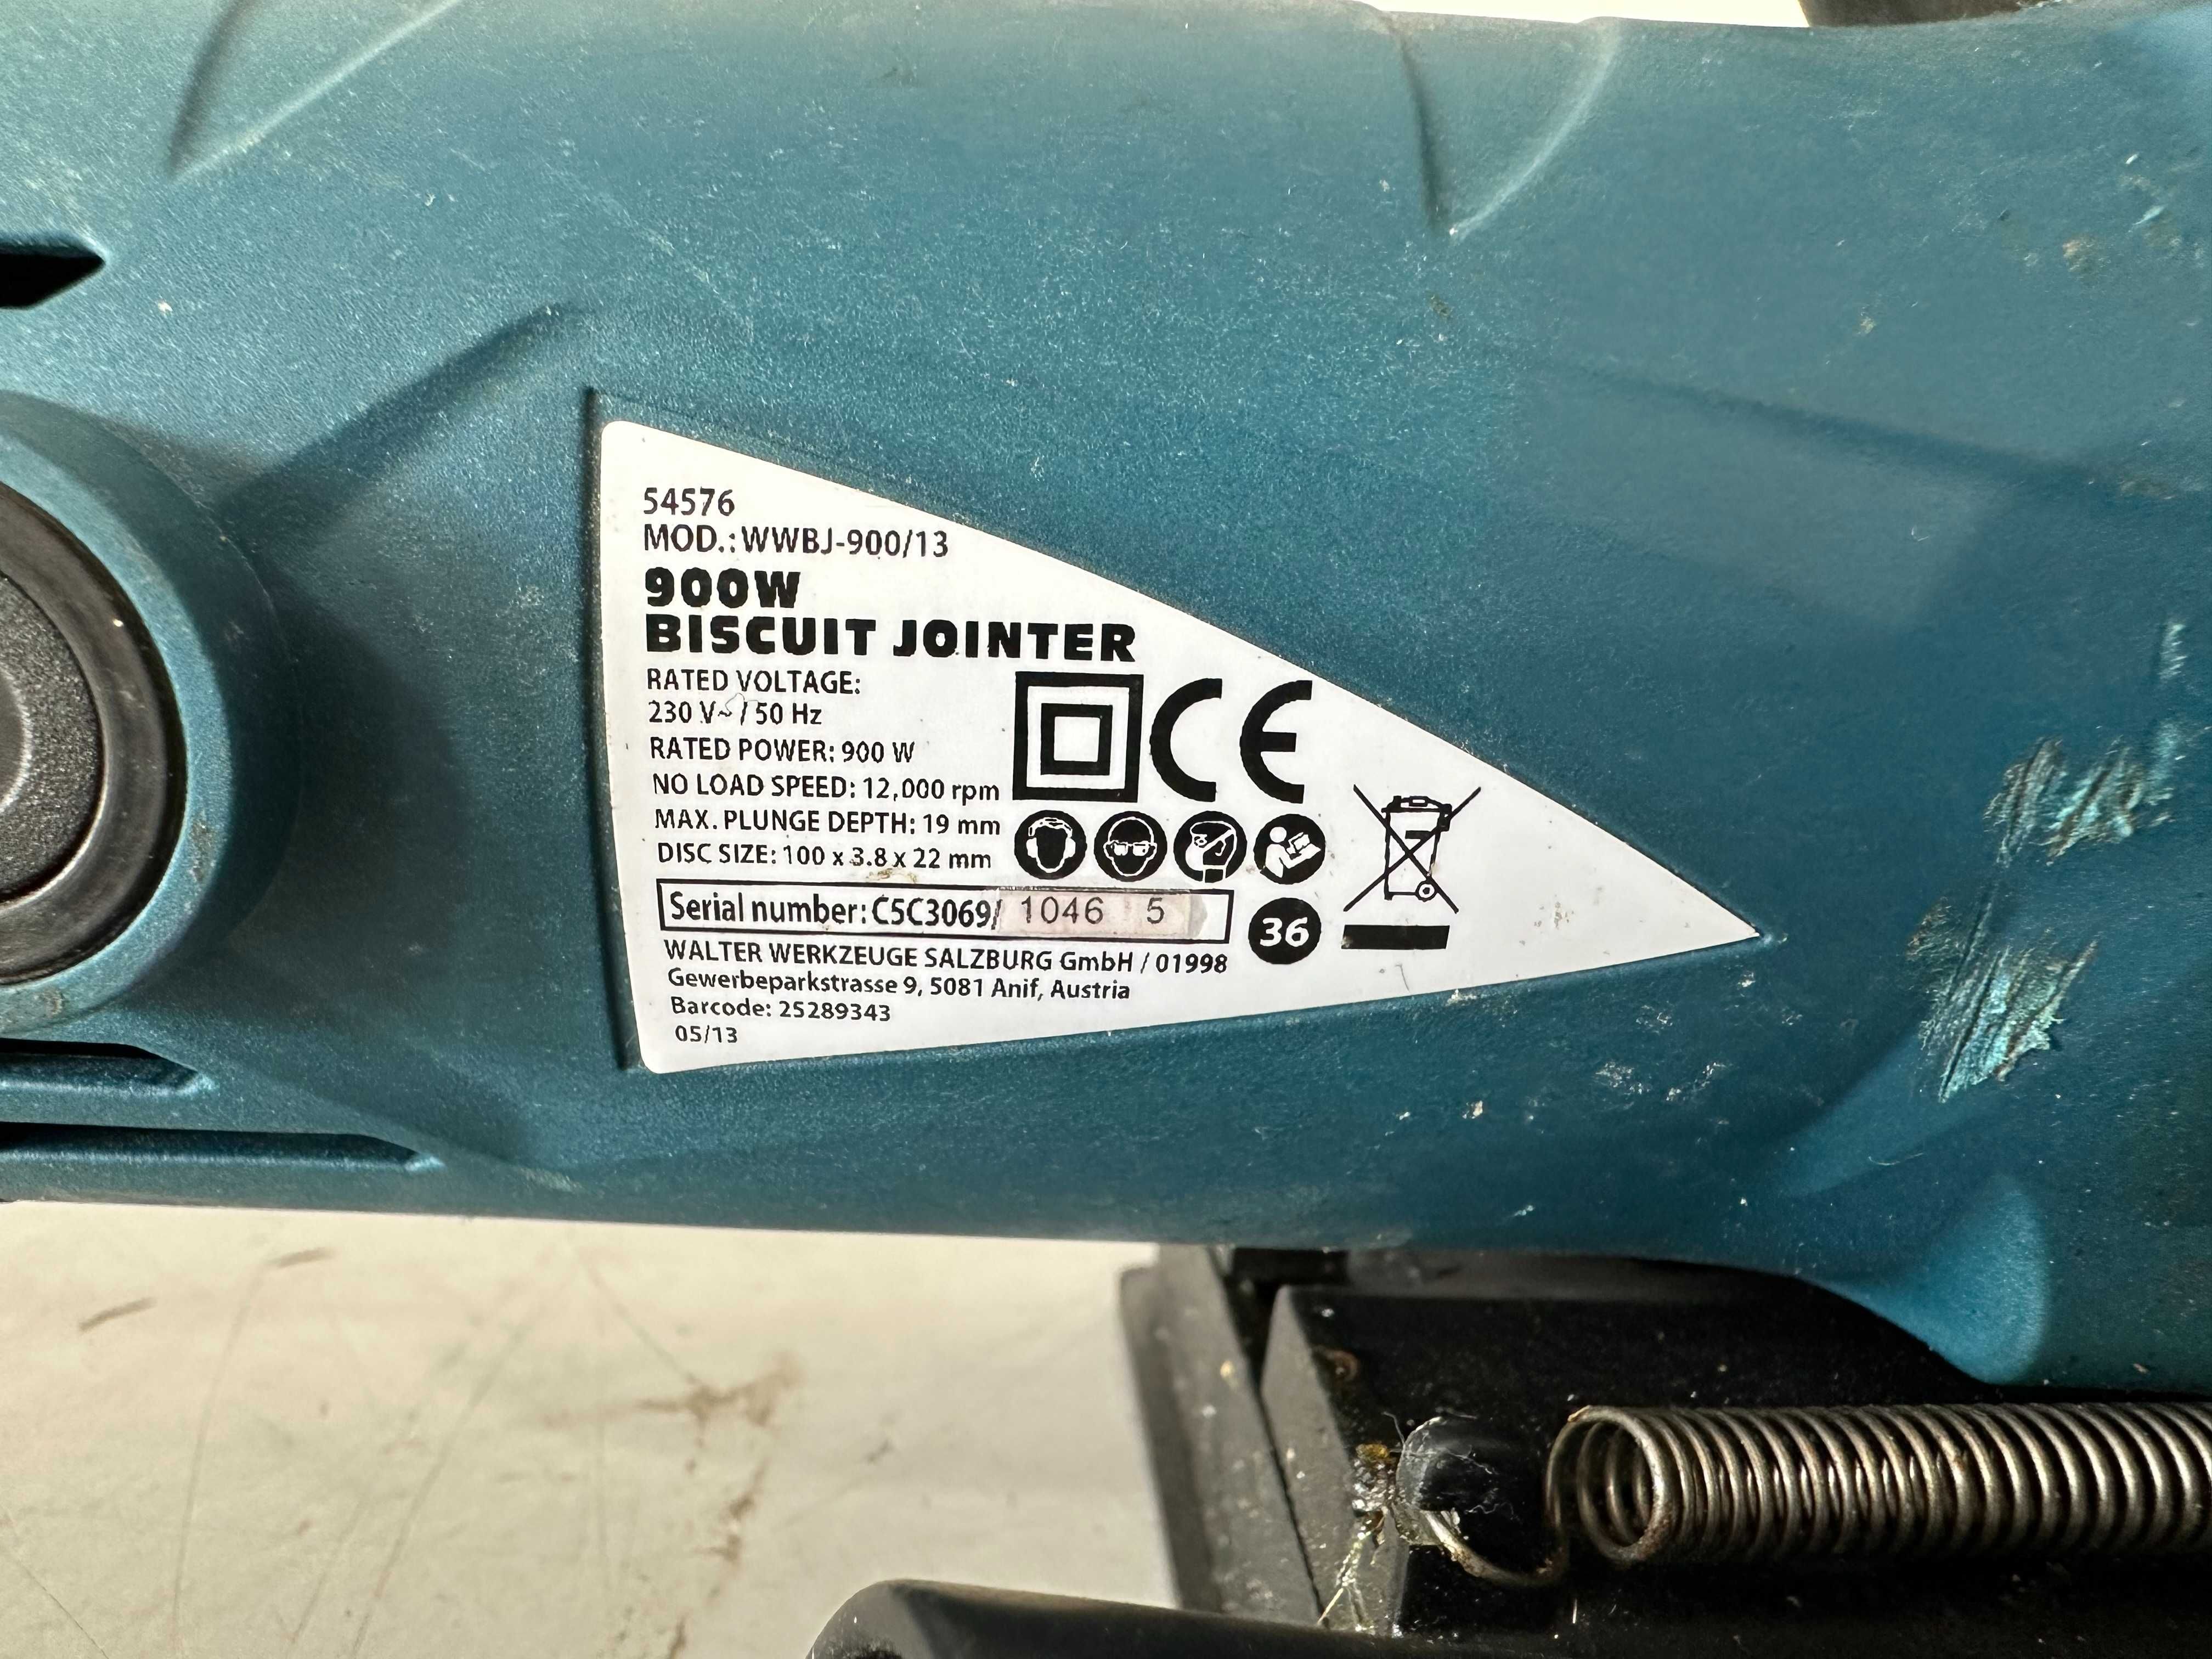 54576
MOD.: WWBJ-900/13
900W
BISCUIT JOINTER
RATED VOLTAGE:
230 V~ / 50 Hz
RATED POWER: 900 W
NO LOAD SPEED: 12,000 rpm
MAX. PLUNGE DEPTH: 19 mm
DISC SIZE: 100 x 3.8 x 22 mm
CE
Serial number: C5C3069/ 1046 5
36
WALTER WERKZEUGE SALZBURG GmbH / 01998
Gewerbeparkstrasse 9, 5081 Anif, Austria
Barcode: 25289343
05/13